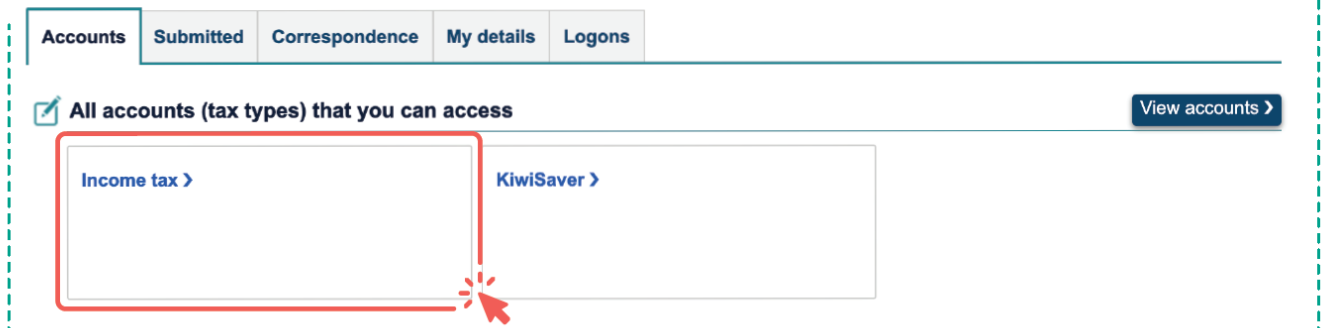 Accounts Submitted Correspondence My details Logons
All accounts (tax types) that you can access View accounts ❯
Income tax ❯ KiwiSaver ❯